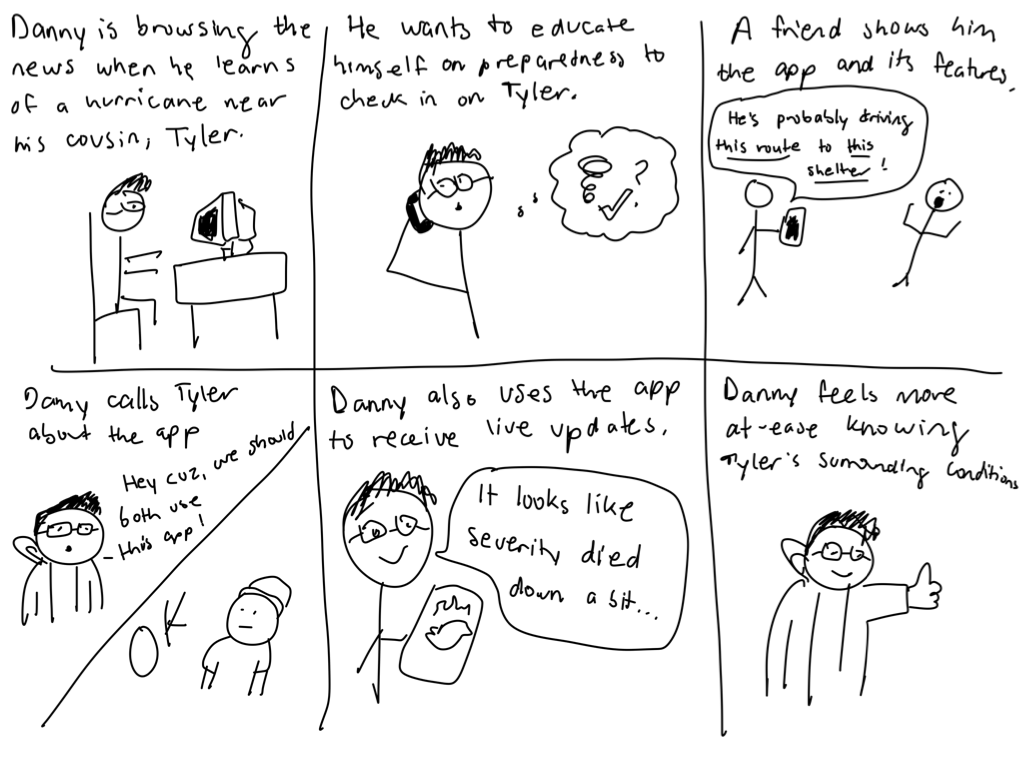 Danny is browsing the
news when he learns
of a hurricane near
his cousin, Tyler.
He wants to educate
himself on preparedness to
check in on Tyler.
?
A friend shows him
the app and its features.
He's probably driving
this route to this
shelter!
Danny calls Tyler
about the app
Hey cuz, we should
both use
this app!
OK
Danny also uses the app
to receive live updates.
It looks like
severity died
down a bit...
Danny feels more
at-ease knowing
Tyler's surrounding conditions